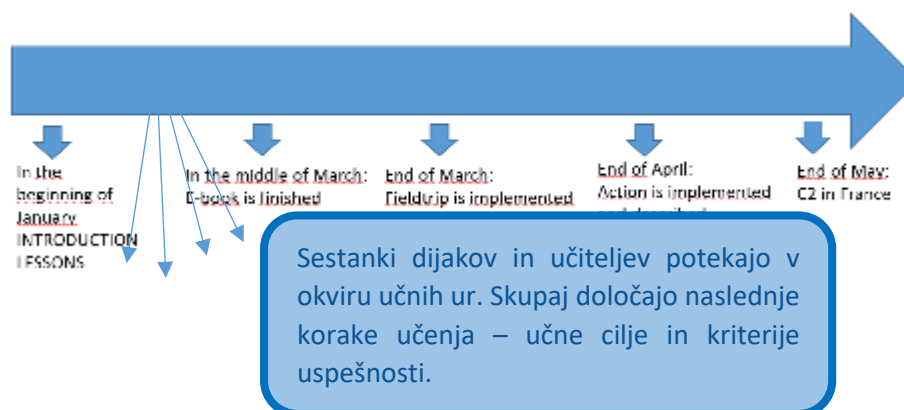 In the
beginning of
January
INTRODUCTION
LESSONS
In the middle of March:
E-book is finished
End of March:
Fieldtrip is implemented
End of April:
Action is implemented
and described
End of May:
C2 in France
Sestanki dijakov in učiteljev potekajo v
okviru učnih ur. Skupaj določajo naslednje
korake učenja – učne cilje in kriterije
uspešnosti.